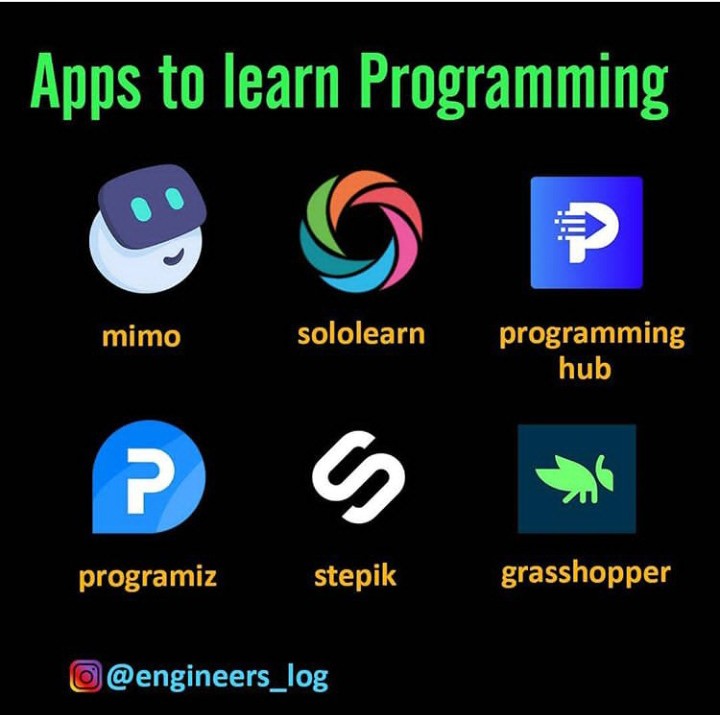 Apps to learn Programming
mimo
sololearn
programming
hub
programiz
stepik
grasshopper
@engineers_log